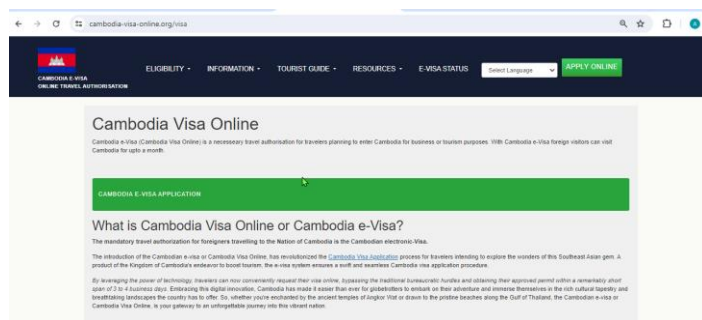 cambodia-visa-online.org/visa
ELIGIBILITY INFORMATION TOURIST GUIDE RESOURCES E-VISA STATUS Select Language APPLY ONLINE
CAMBODIA E-VISA
ONLINE TRAVEL AUTHORISATION
Cambodia Visa Online
Cambodia e-Visa (Cambodia Visa Online) is a necesseary travel authorisation for travelers planning to enter Cambodia for business or tourism purposes. With Cambodia e-Visa foreign visitors can visit
Cambodia for upto a month.
CAMBODIA E-VISA APPLICATION
What is Cambodia Visa Online or Cambodia e-Visa?
The mandatory travel authorization for foreigners travelling to the Nation of Cambodia is the Cambodian electronic-Visa.
The introduction of the Cambodian e-visa or Cambodia Visa Online, has revolutionized the Cambodia Visa Application process for travelers intending to explore the wonders of this Southeast Asian gem. A
product of the Kingdom of Cambodia's endeavor to boost tourism, the e-visa system ensures a swift and seamless Cambodia visa application procedure.
By leveraging the power of technology, travelers can now conveniently request their visa online, bypassing the traditional bureaucratic hurdles and obtaining their approved permit within a remarkably short
span of 3 to 4 business days. Embracing this digital innovation, Cambodia has made it easier than ever for globetrotters to embark on their adventure and immerse themselves in the rich cultural tapestry and
breathtaking landscapes the country has to offer. So, whether you're enchanted by the ancient temples of Angkor Wat or drawn to the pristine beaches along the Gulf of Thailand, the Cambodian e-visa or
Cambodia Visa Online, is your gateway to an unforgettable journey into this vibrant nation.